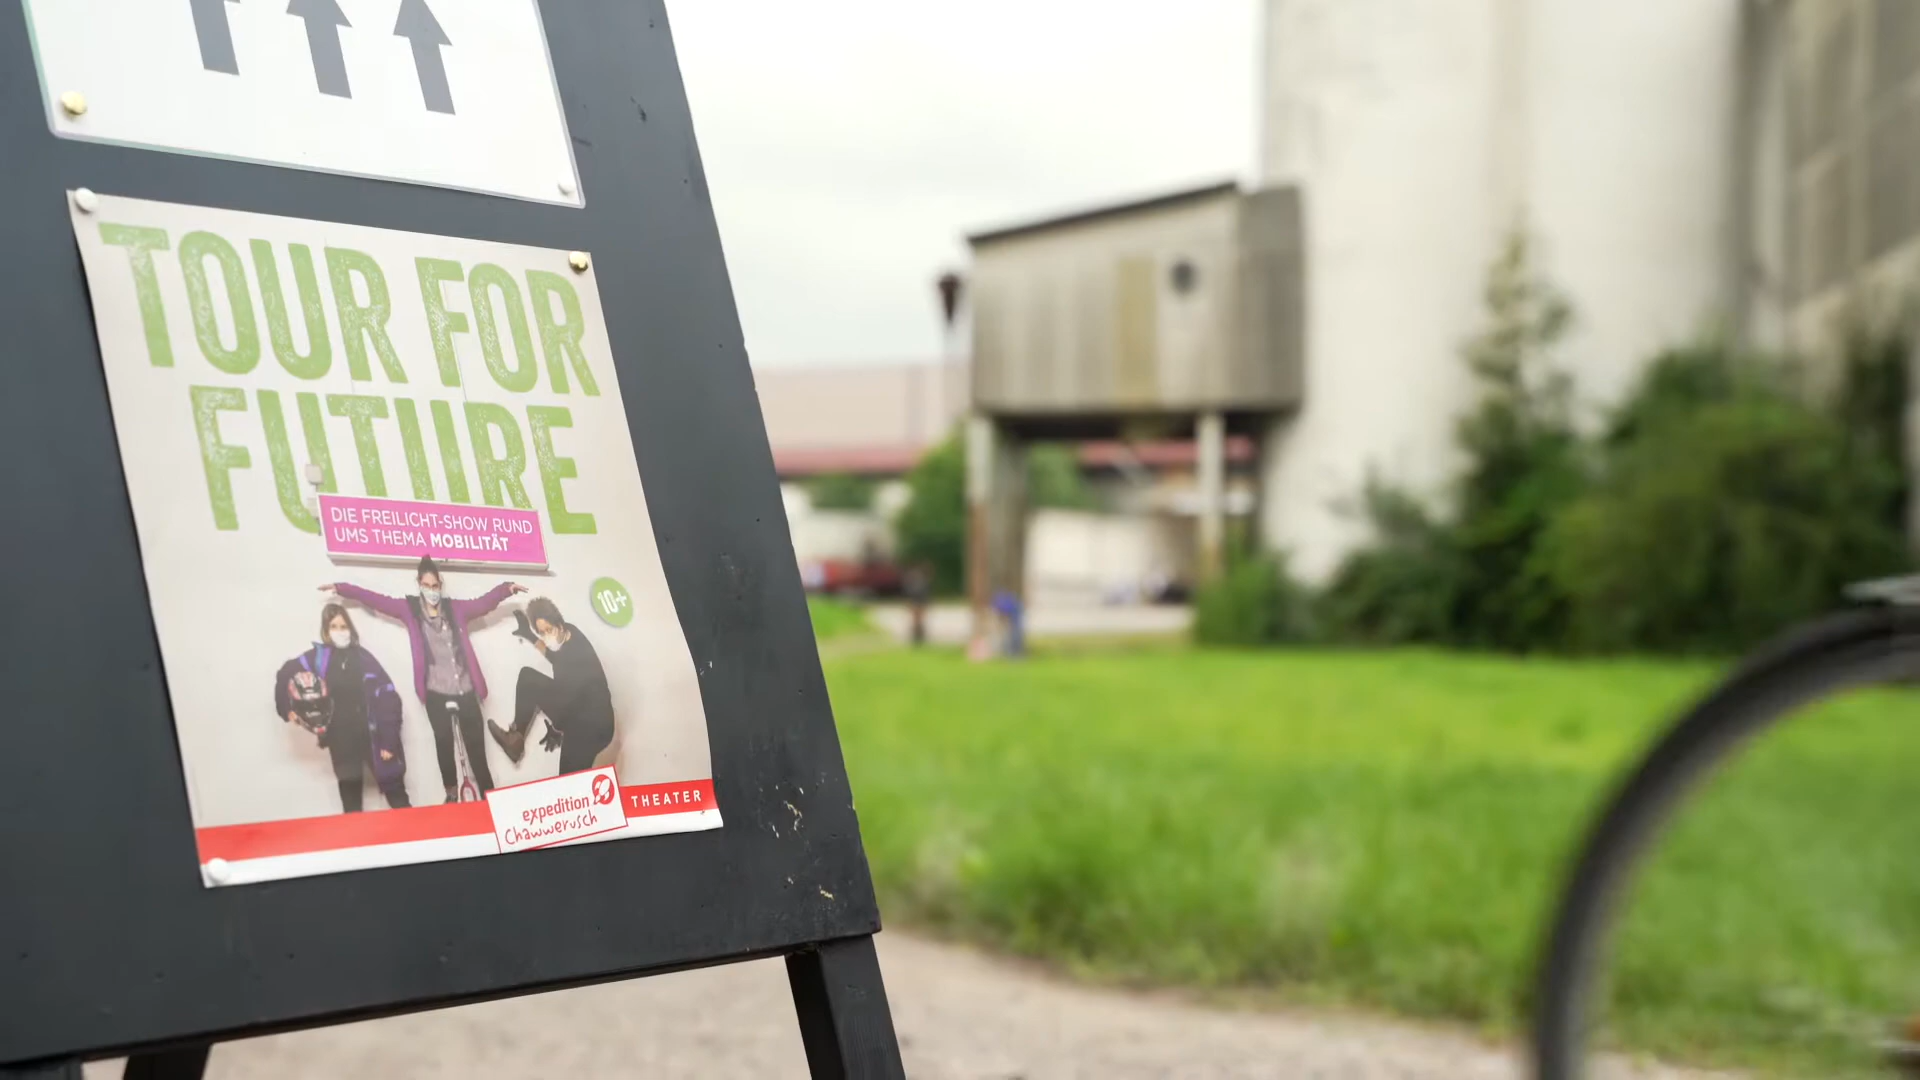 TOUR FOR
FUTURE
DIE FREILICHT-SHOW RUND
UMS THEMA MOBILITÄT
10+
expedition
Chawwerusch
THEATER